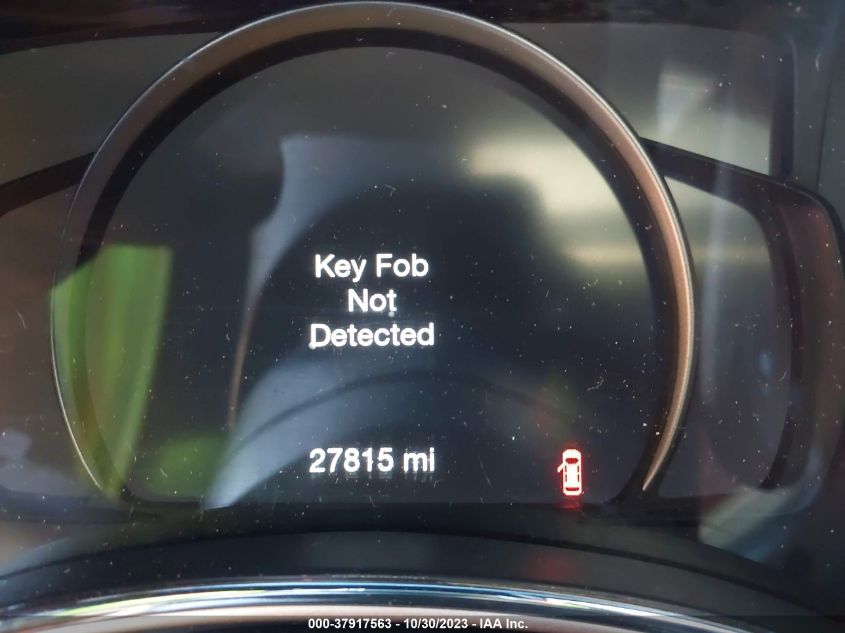 Key Fob
Not
Detected
27815 mi
000-37917563 - 10/30/2023 - IAA Inc.